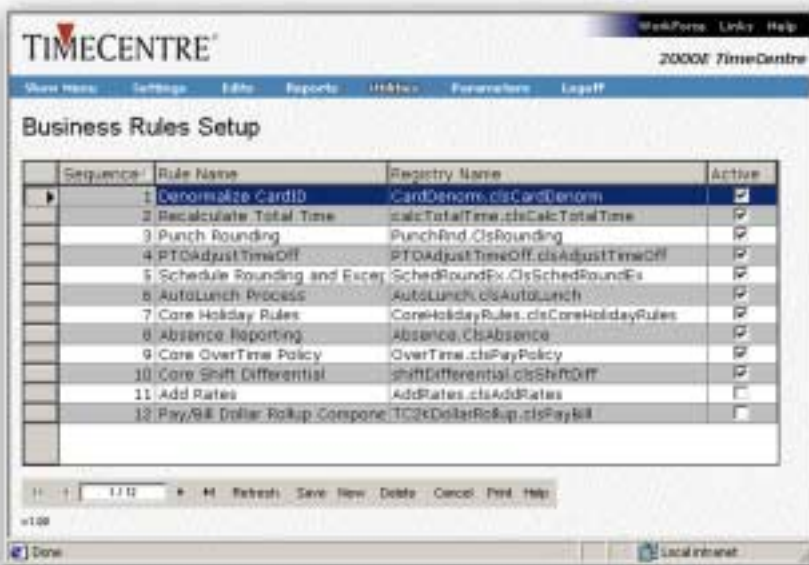 TIMECENTRE
WorkForce Links Help
2000E TimeCentre
Show Menu Settings Edits Reports Utilities Parameters Logoff
Business Rules Setup
Sequence Rule Name Registry Name Active
1 Denormalize CardID CardDenorm.clsCardDenorm
2 Recalculate Total Time calcTotalTime.clsCalcTotalTime
3 Punch Rounding PunchRnd.ClsRounding
4 PTOAdjustTimeOff PTOAdjustTimeOff.clsAdjustTimeOff
5 Schedule Rounding and Excep SchedRoundEx.ClsSchedRoundEx
6 AutoLunch Process AutoLunch.clsAutoLunch
7 Core Holiday Rules CoreHolidayRules.clsCoreHolidayRules
8 Absence Reporting Absence.ClsAbsence
9 Core OverTime Policy OverTime.clsPayPolicy
10 Core Shift Differential shiftDifferential.clsShiftDiff
11 Add Rates AddRates.clsAddRates
12 Pay/Bill Dollar Rollup Compone TC2kDollarRollup.clsPayBill
1 / 12 Refresh Save New Delete Cancel Print Help
Done Local intranet